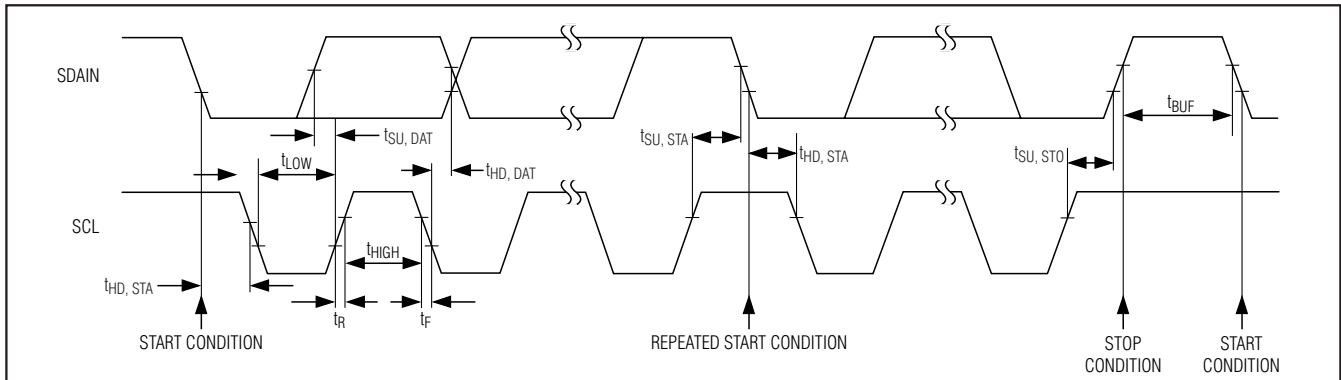 SDAIN
tSU, DAT
tLOW
tHD, DAT
tSU, STA
tHD, STA
tBUF
tSU, STO
SCL
tHIGH
tHD, STA
tR
tF
START CONDITION
REPEATED START CONDITION
STOP
CONDITION
START
CONDITION